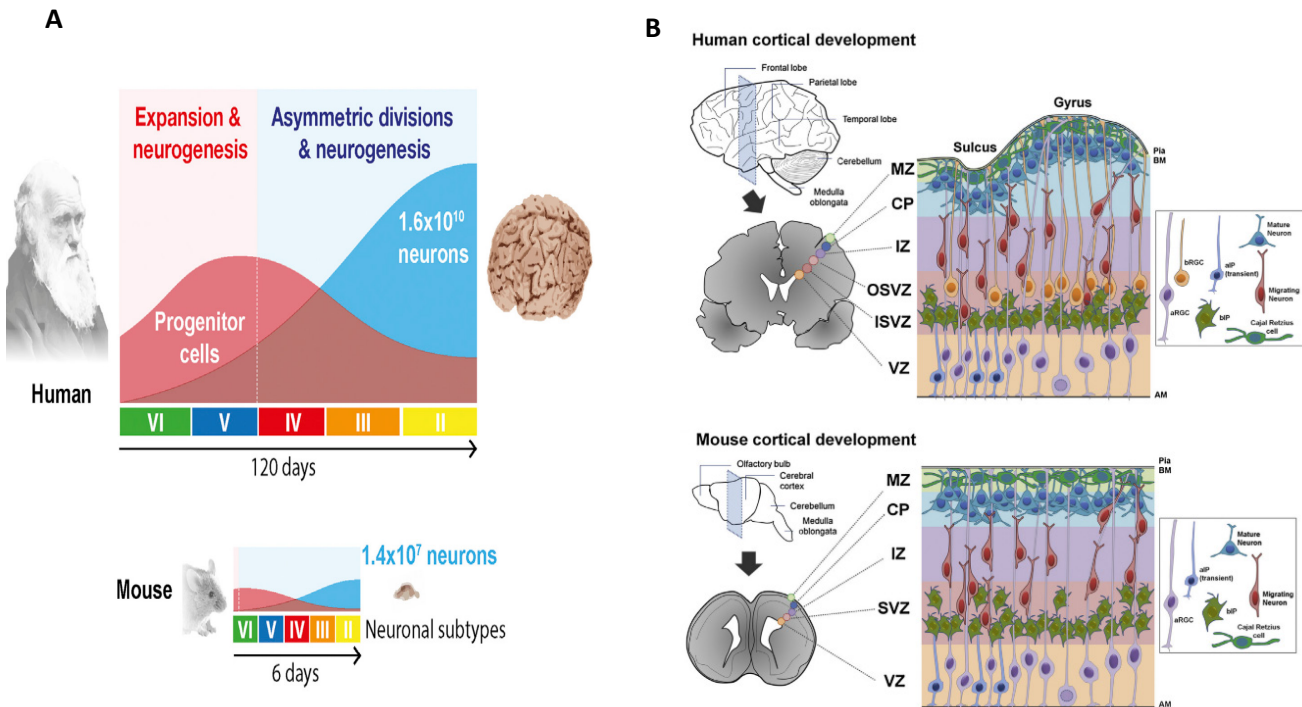 A
Expansion &
neurogenesis
Asymmetric divisions
& neurogenesis
1.6x10¹⁰
neurons
Progenitor
cells
Human
VI V IV III II
120 days
1.4x10⁷ neurons
Mouse
VI V IV III II
Neuronal subtypes
6 days
B
Human cortical development
Frontal lobe
Parietal lobe
Temporal lobe
Cerebellum
Medulla
oblongata
Gyrus
Sulcus
Pia
BM
MZ
CP
IZ
OSVZ
ISVZ
VZ
AM
Mature
Neuron
bRGC
aIP
(transient)
Migrating
Neuron
aRGC
bIP
Cajal Retzius
cell
Mouse cortical development
Olfactory bulb
Cerebral
cortex
Cerebellum
Medulla
oblongata
Pia
BM
MZ
CP
IZ
SVZ
VZ
AM
Mature
Neuron
aIP
(transient)
Migrating
Neuron
bIP
aRGC
Cajal Retzius
cell